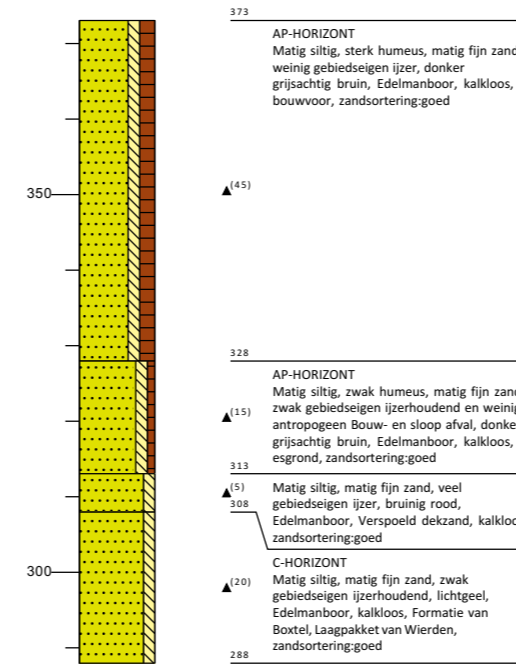 373
AP-HORIZONT
Matig siltig, sterk humeus, matig fijn zand
weinig gebiedseigen ijzer, donker
grijsachtig bruin, Edelmanboor, kalkloos,
bouwvoor, zandsortering:goed
350
(45)
328
AP-HORIZONT
Matig siltig, zwak humeus, matig fijn zand
zwak gebiedseigen ijzerhoudend en weinig
antropogeen Bouw- en sloop afval, donke
grijsachtig bruin, Edelmanboor, kalkloos,
esgrond, zandsortering:goed
(15)
313
(5)
Matig siltig, matig fijn zand, veel
gebiedseigen ijzer, bruinig rood,
Edelmanboor, Verspoeld dekzand, kalkloo
zandsortering:goed
308
C-HORIZONT
Matig siltig, matig fijn zand, zwak
gebiedseigen ijzerhoudend, lichtgeel,
Edelmanboor, kalkloos, Formatie van
Boxtel, Laagpakket van Wierden,
zandsortering:goed
300
(20)
288